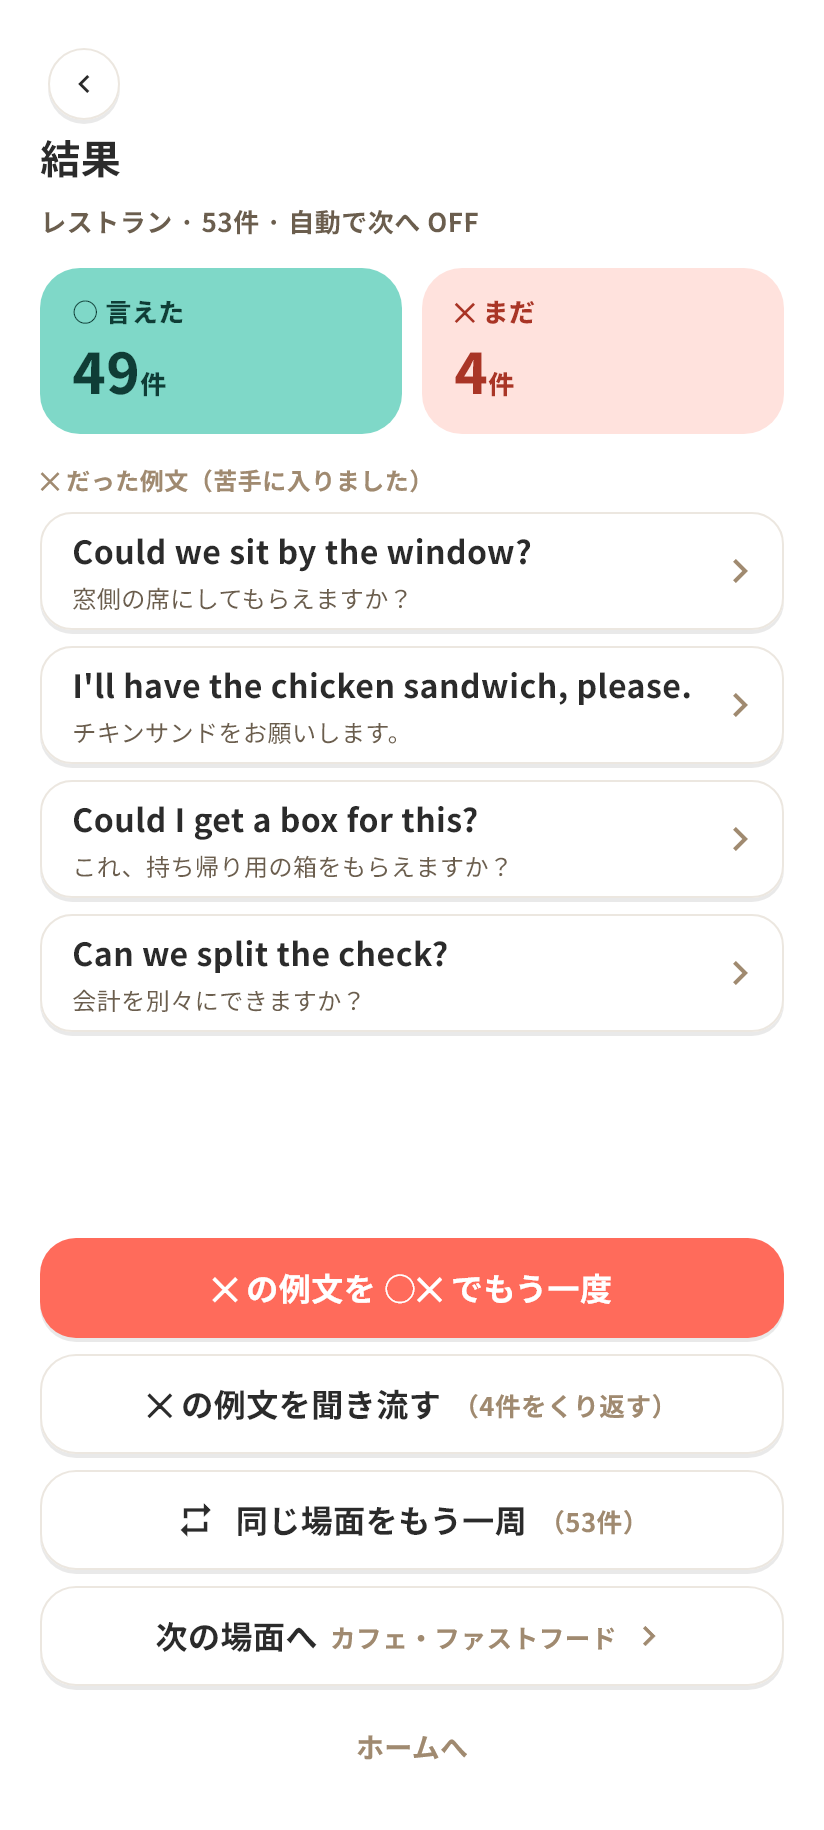 結果
レストラン · 53件 · 自動で次へ OFF
○ 言えた
49件
× まだ
4件
× だった例文（苦手に入りました）
Could we sit by the window?
窓側の席にしてもらえますか？
I'll have the chicken sandwich, please.
チキンサンドをお願いします。
Could I get a box for this?
これ、持ち帰り用の箱をもらえますか？
Can we split the check?
会計を別々にできますか？
× の例文を ○× でもう一度
× の例文を聞き流す （4件をくり返す）
同じ場面をもう一周 （53件）
次の場面へ カフェ・ファストフード
ホームへ